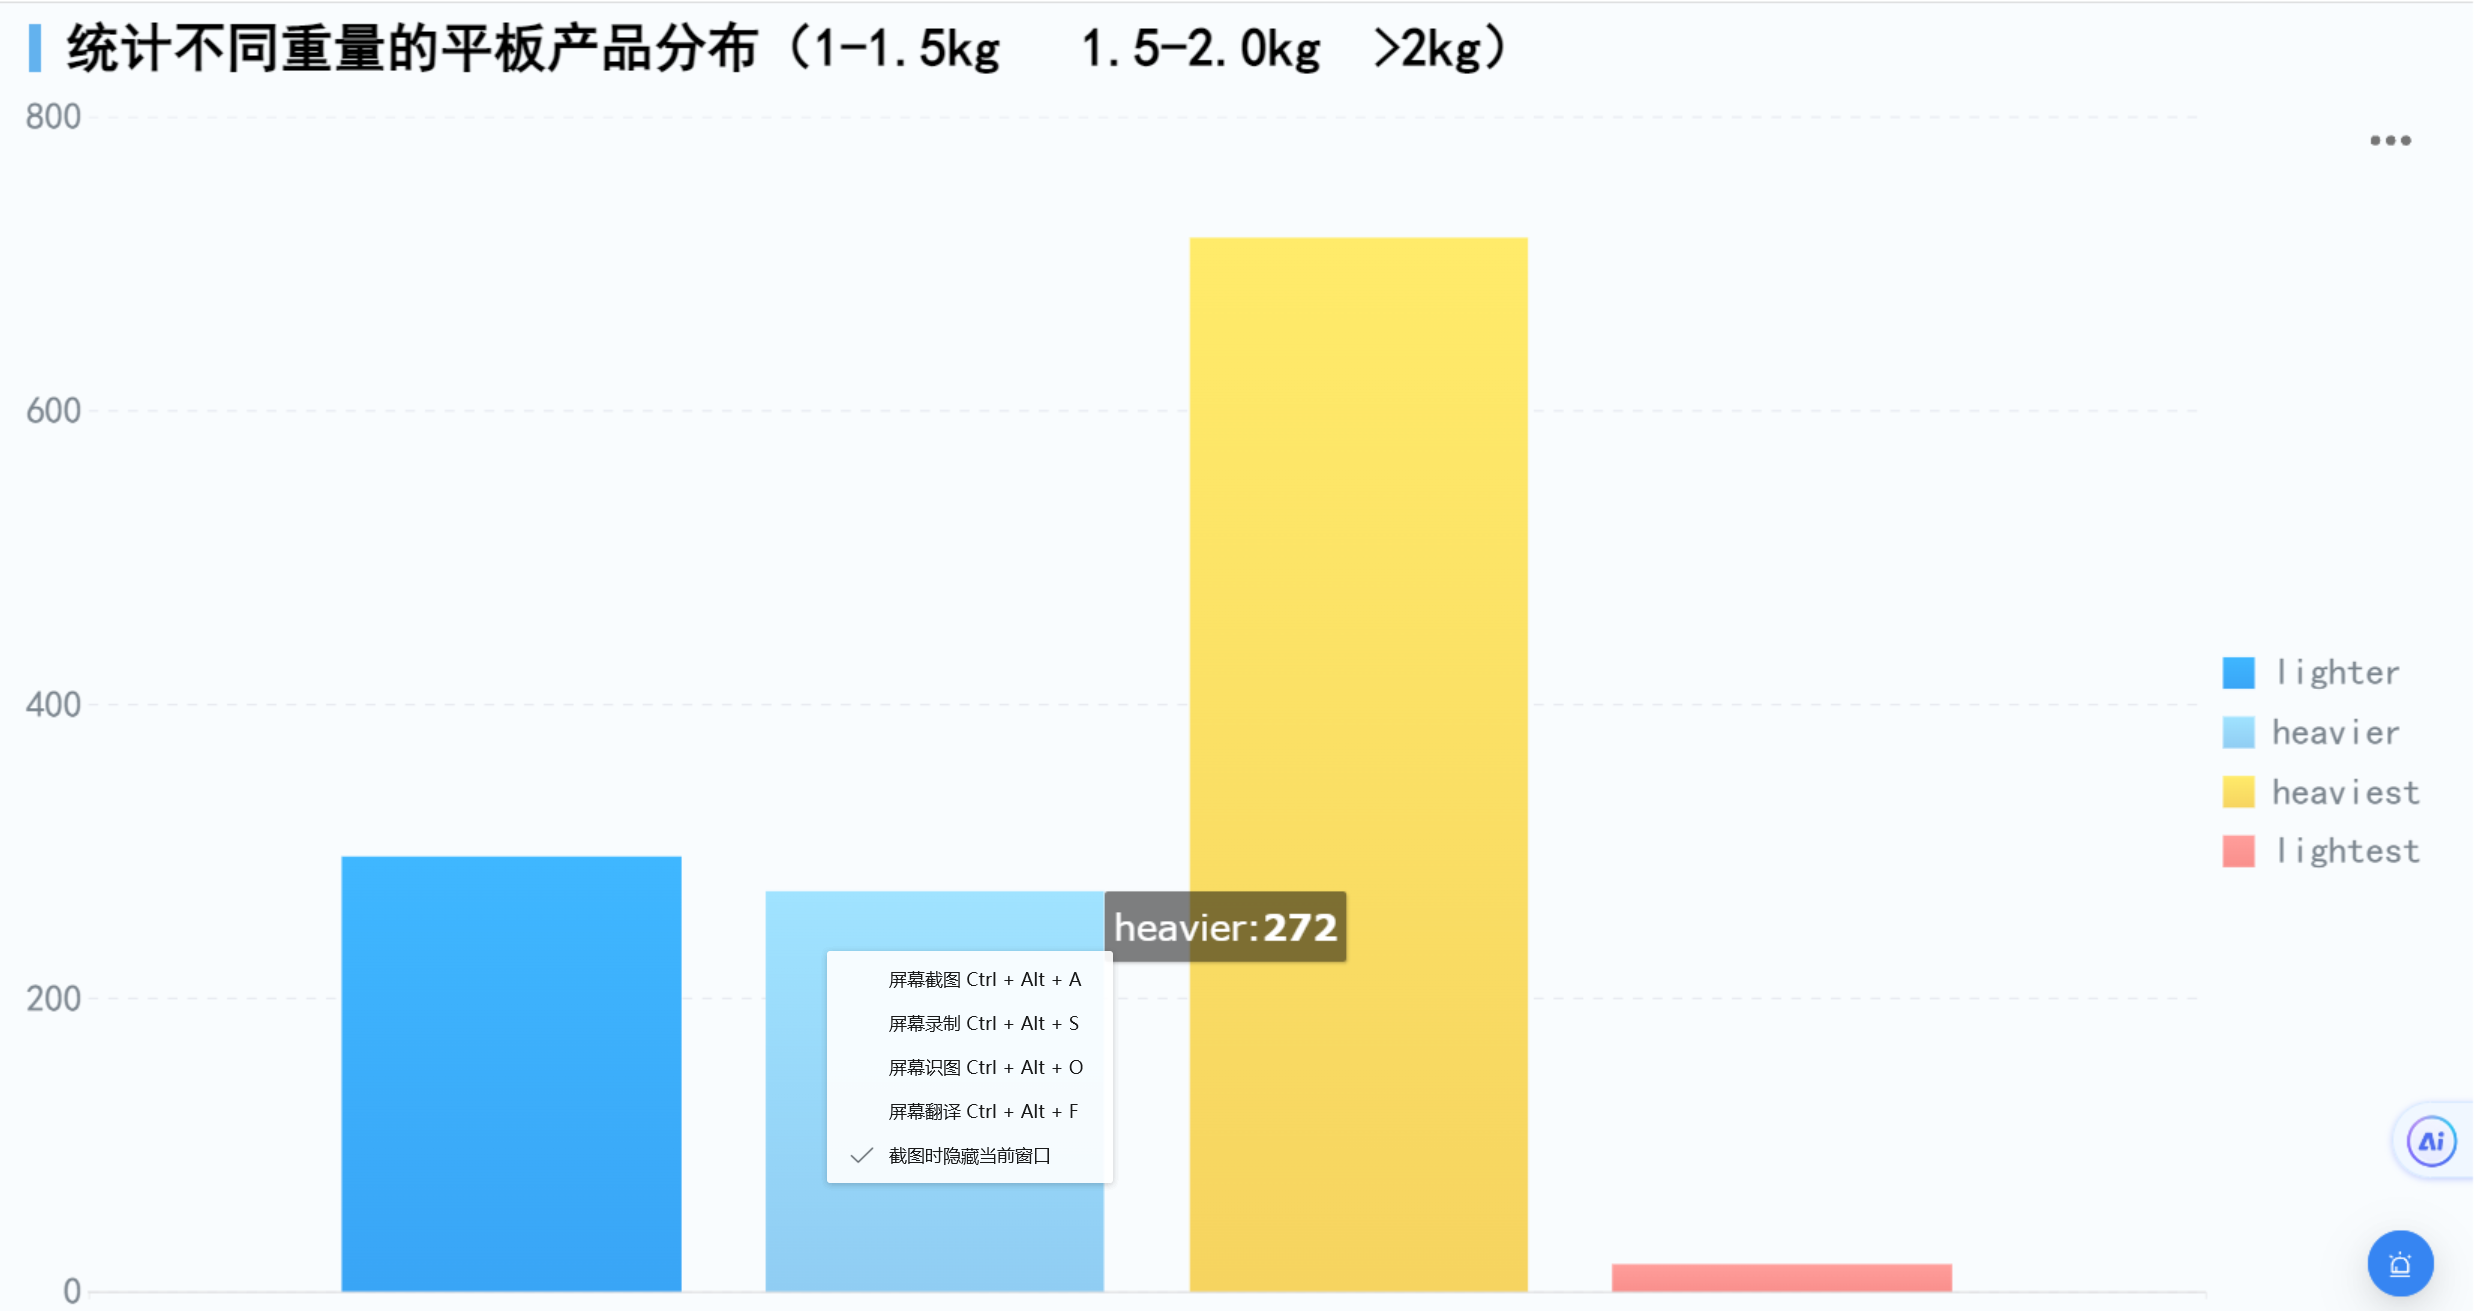 统计不同重量的平板产品分布（1-1.5kg   1.5-2.0kg  >2kg）
800
600
400
200
0
lighter
heavier
heaviest
lightest
heavier:272
屏幕截图 Ctrl + Alt + A
屏幕录制 Ctrl + Alt + S
屏幕识图 Ctrl + Alt + O
屏幕翻译 Ctrl + Alt + F
截图时隐藏当前窗口
Ai